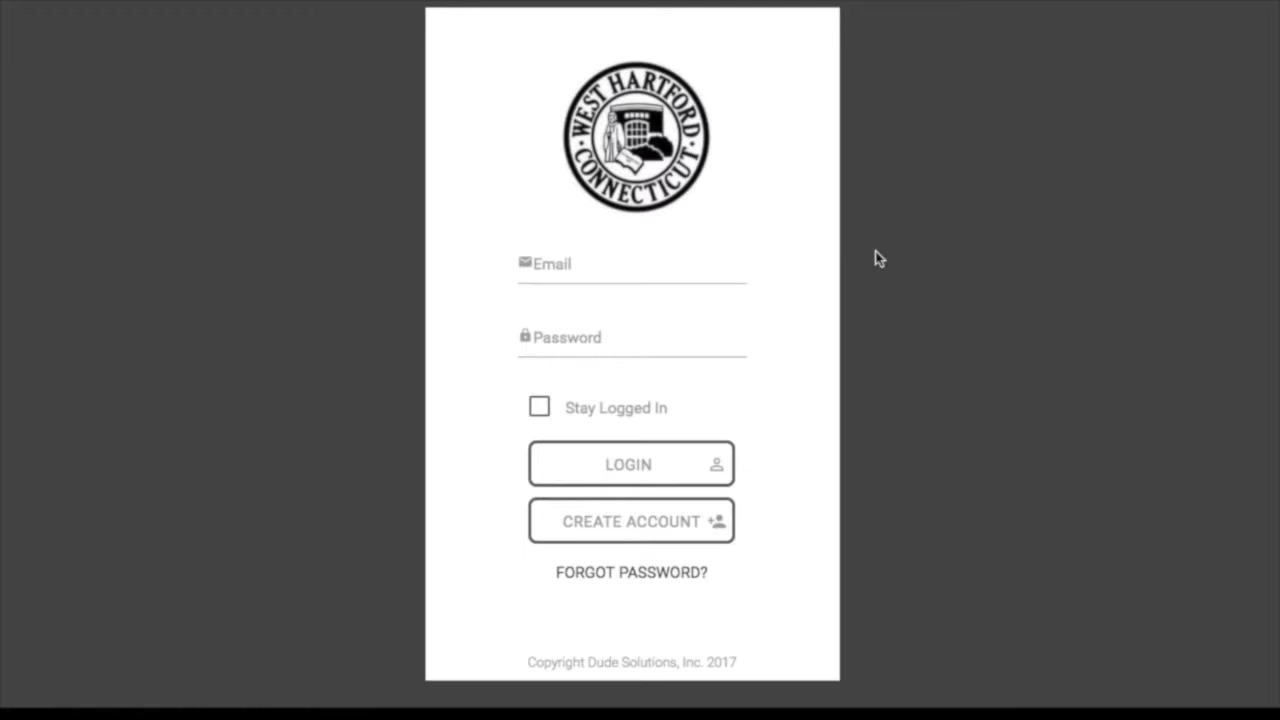 WEST HARTFORD
CONNECTICUT
Email
Password
Stay Logged In
LOGIN
CREATE ACCOUNT
FORGOT PASSWORD?
Copyright Dude Solutions, Inc. 2017